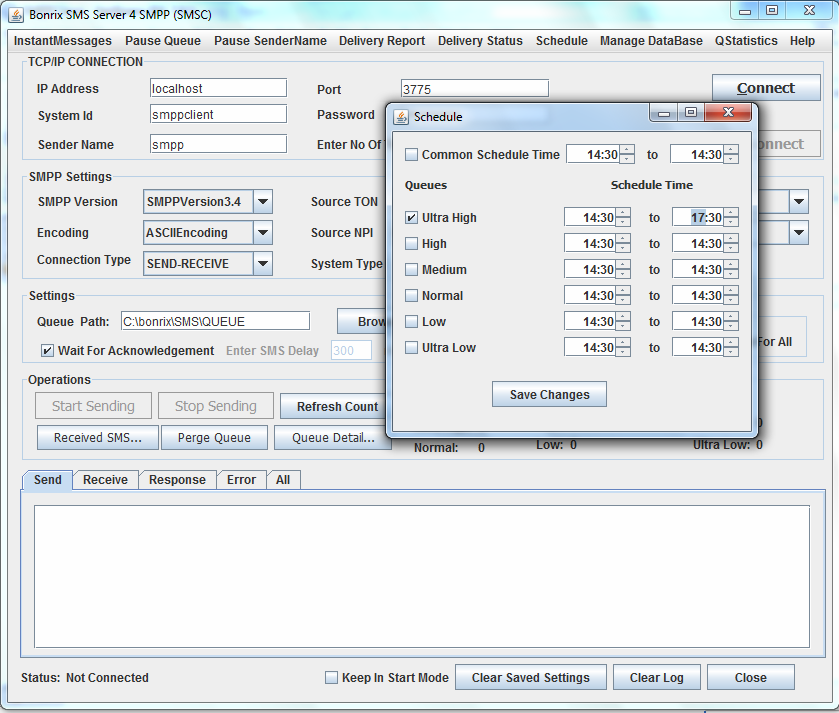 Bonrix SMS Server 4 SMPP (SMSC)
InstantMessages Pause Queue Pause SenderName Delivery Report Delivery Status Schedule Manage DataBase QStatistics Help
TCP/IP CONNECTION
IP Address localhost Port 3775 Connect
System Id smppclient Password
Sender Name smpp Enter No Of
SMPP Settings
SMPP Version SMPPVersion3.4 Source TON
Encoding ASCIIEncoding Source NPI
Connection Type SEND-RECEIVE System Type
Settings
Queue Path: C:\bonrix\SMS\QUEUE
Wait For Acknowledgement Enter SMS Delay 300 For All
Operations
Start Sending Stop Sending Refresh Count
Received SMS... Perge Queue Queue Detail...
Normal: 0 Low: 0 Ultra Low: 0
Schedule
Common Schedule Time 14:30 to 14:30
Queues Schedule Time
Ultra High 14:30 to 17:30
High 14:30 to 14:30
Medium 14:30 to 14:30
Normal 14:30 to 14:30
Low 14:30 to 14:30
Ultra Low 14:30 to 14:30
Save Changes
Send Receive Response Error All
Status: Not Connected Keep In Start Mode Clear Saved Settings Clear Log Close